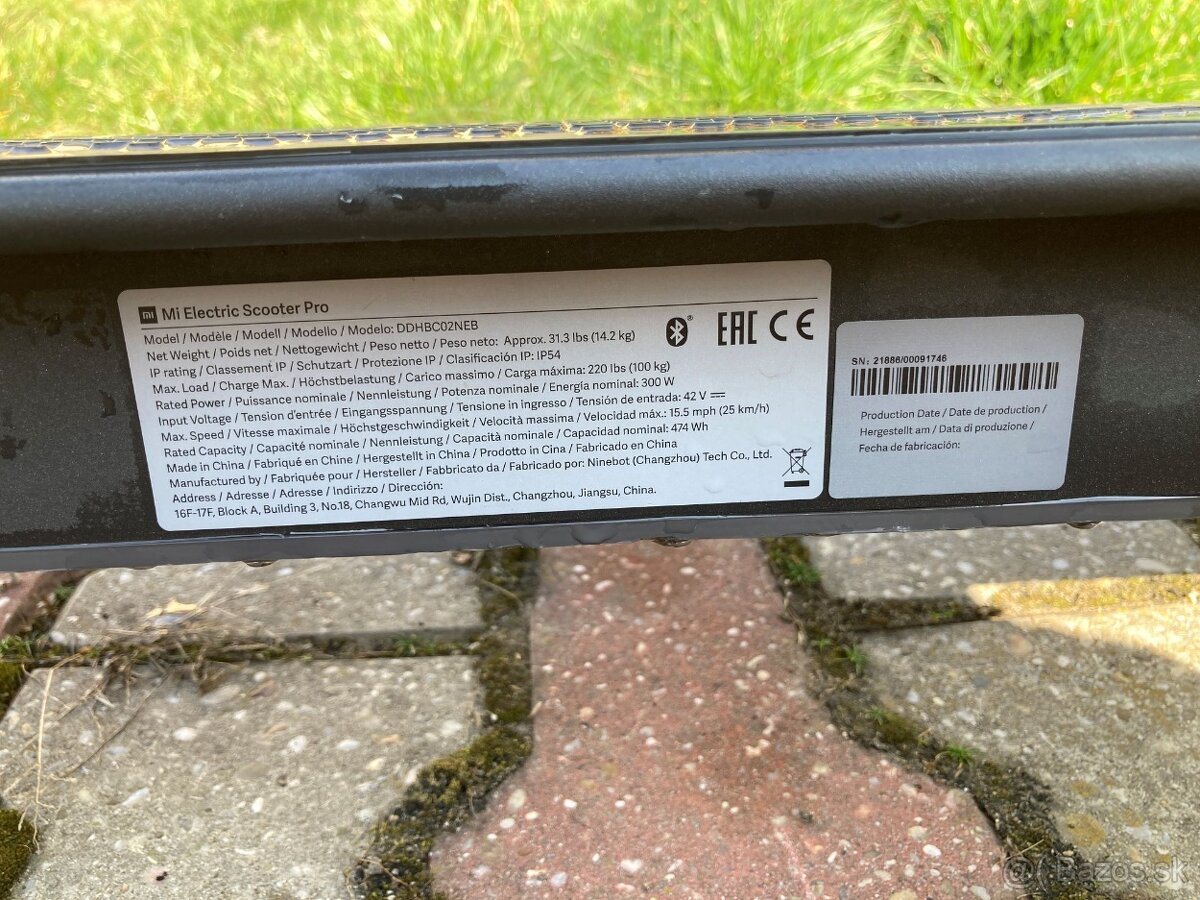 mi Mi Electric Scooter Pro
Model / Modèle / Modell / Modello / Modelo: DDHBC02NEB
Net Weight / Poids net / Nettogewicht / Peso netto / Peso neto: Approx. 31.3 lbs (14.2 kg)
IP rating / Classement IP / Schutzart / Protezione IP / Clasificación IP: IP54
Max. Load / Charge Max. / Höchstbelastung / Carico massimo / Carga máxima: 220 lbs (100 kg)
Rated Power / Puissance nominale / Nennleistung / Potenza nominale / Energía nominal: 300 W
Input Voltage / Tension d'entrée / Eingangsspannung / Tensione in ingresso / Tensión de entrada: 42 V ⎓
Max. Speed / Vitesse maximale / Höchstgeschwindigkeit / Velocità massima / Velocidad máx.: 15.5 mph (25 km/h)
Rated Capacity / Capacité nominale / Nennleistung / Capacità nominale / Capacidad nominal: 474 Wh
Made in China / Fabriqué en Chine / Hergestellt in China / Prodotto in Cina / Fabricado en China
Manufactured by / Fabriquée pour / Hersteller / Fabbricato da / Fabricado por: Ninebot (Changzhou) Tech Co., Ltd.
Address / Adresse / Adresse / Indirizzo / Dirección:
16F-17F, Block A, Building 3, No.18, Changwu Mid Rd, Wujin Dist., Changzhou, Jiangsu, China.
® EAC CE
SN: 21886/00091746
Production Date / Date de production /
Hergestellt am / Data di produzione /
Fecha de fabricación:
@ Bazos.sk